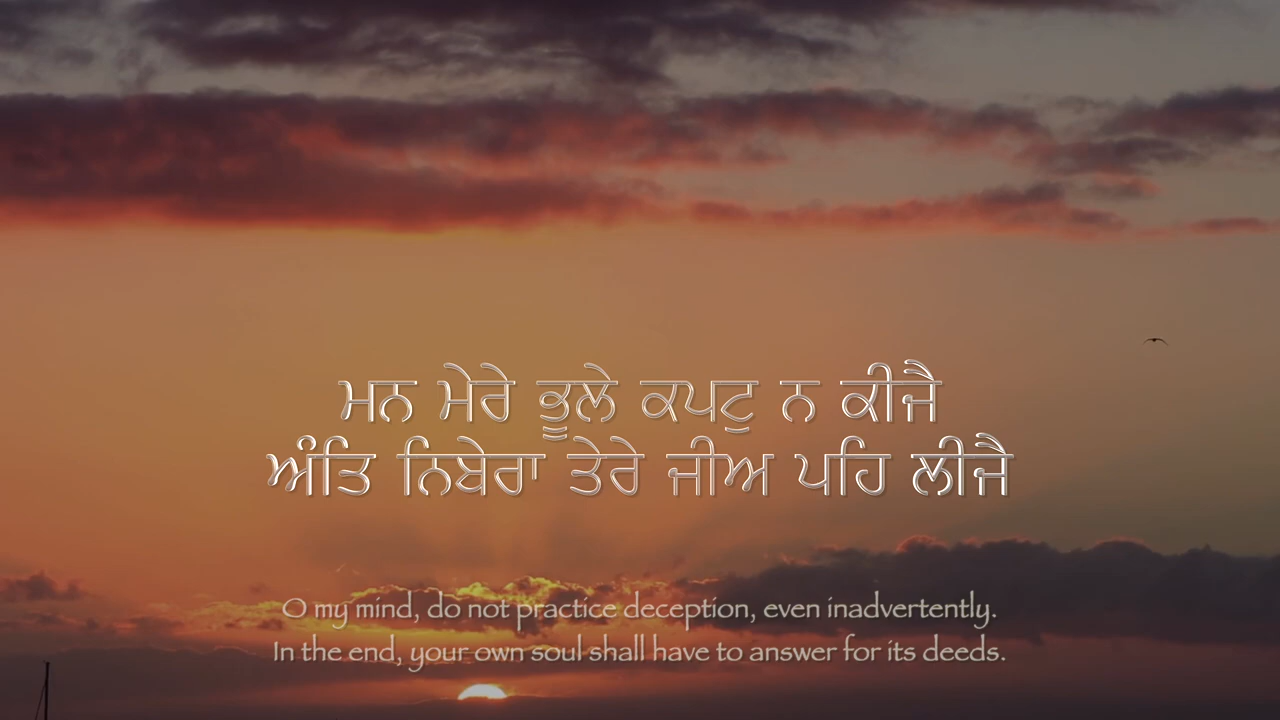 ਮਨ ਮੇਰੇ ਭੂਲੇ ਕਪਟੁ ਨ ਕੀਜੈ
ਅੰਤਿ ਨਿਬੇਰਾ ਤੇਰੇ ਜੀਅ ਪਹਿ ਲੀਜੈ
O my mind, do not practice deception, even inadvertently.
In the end, your own soul shall have to answer for its deeds.